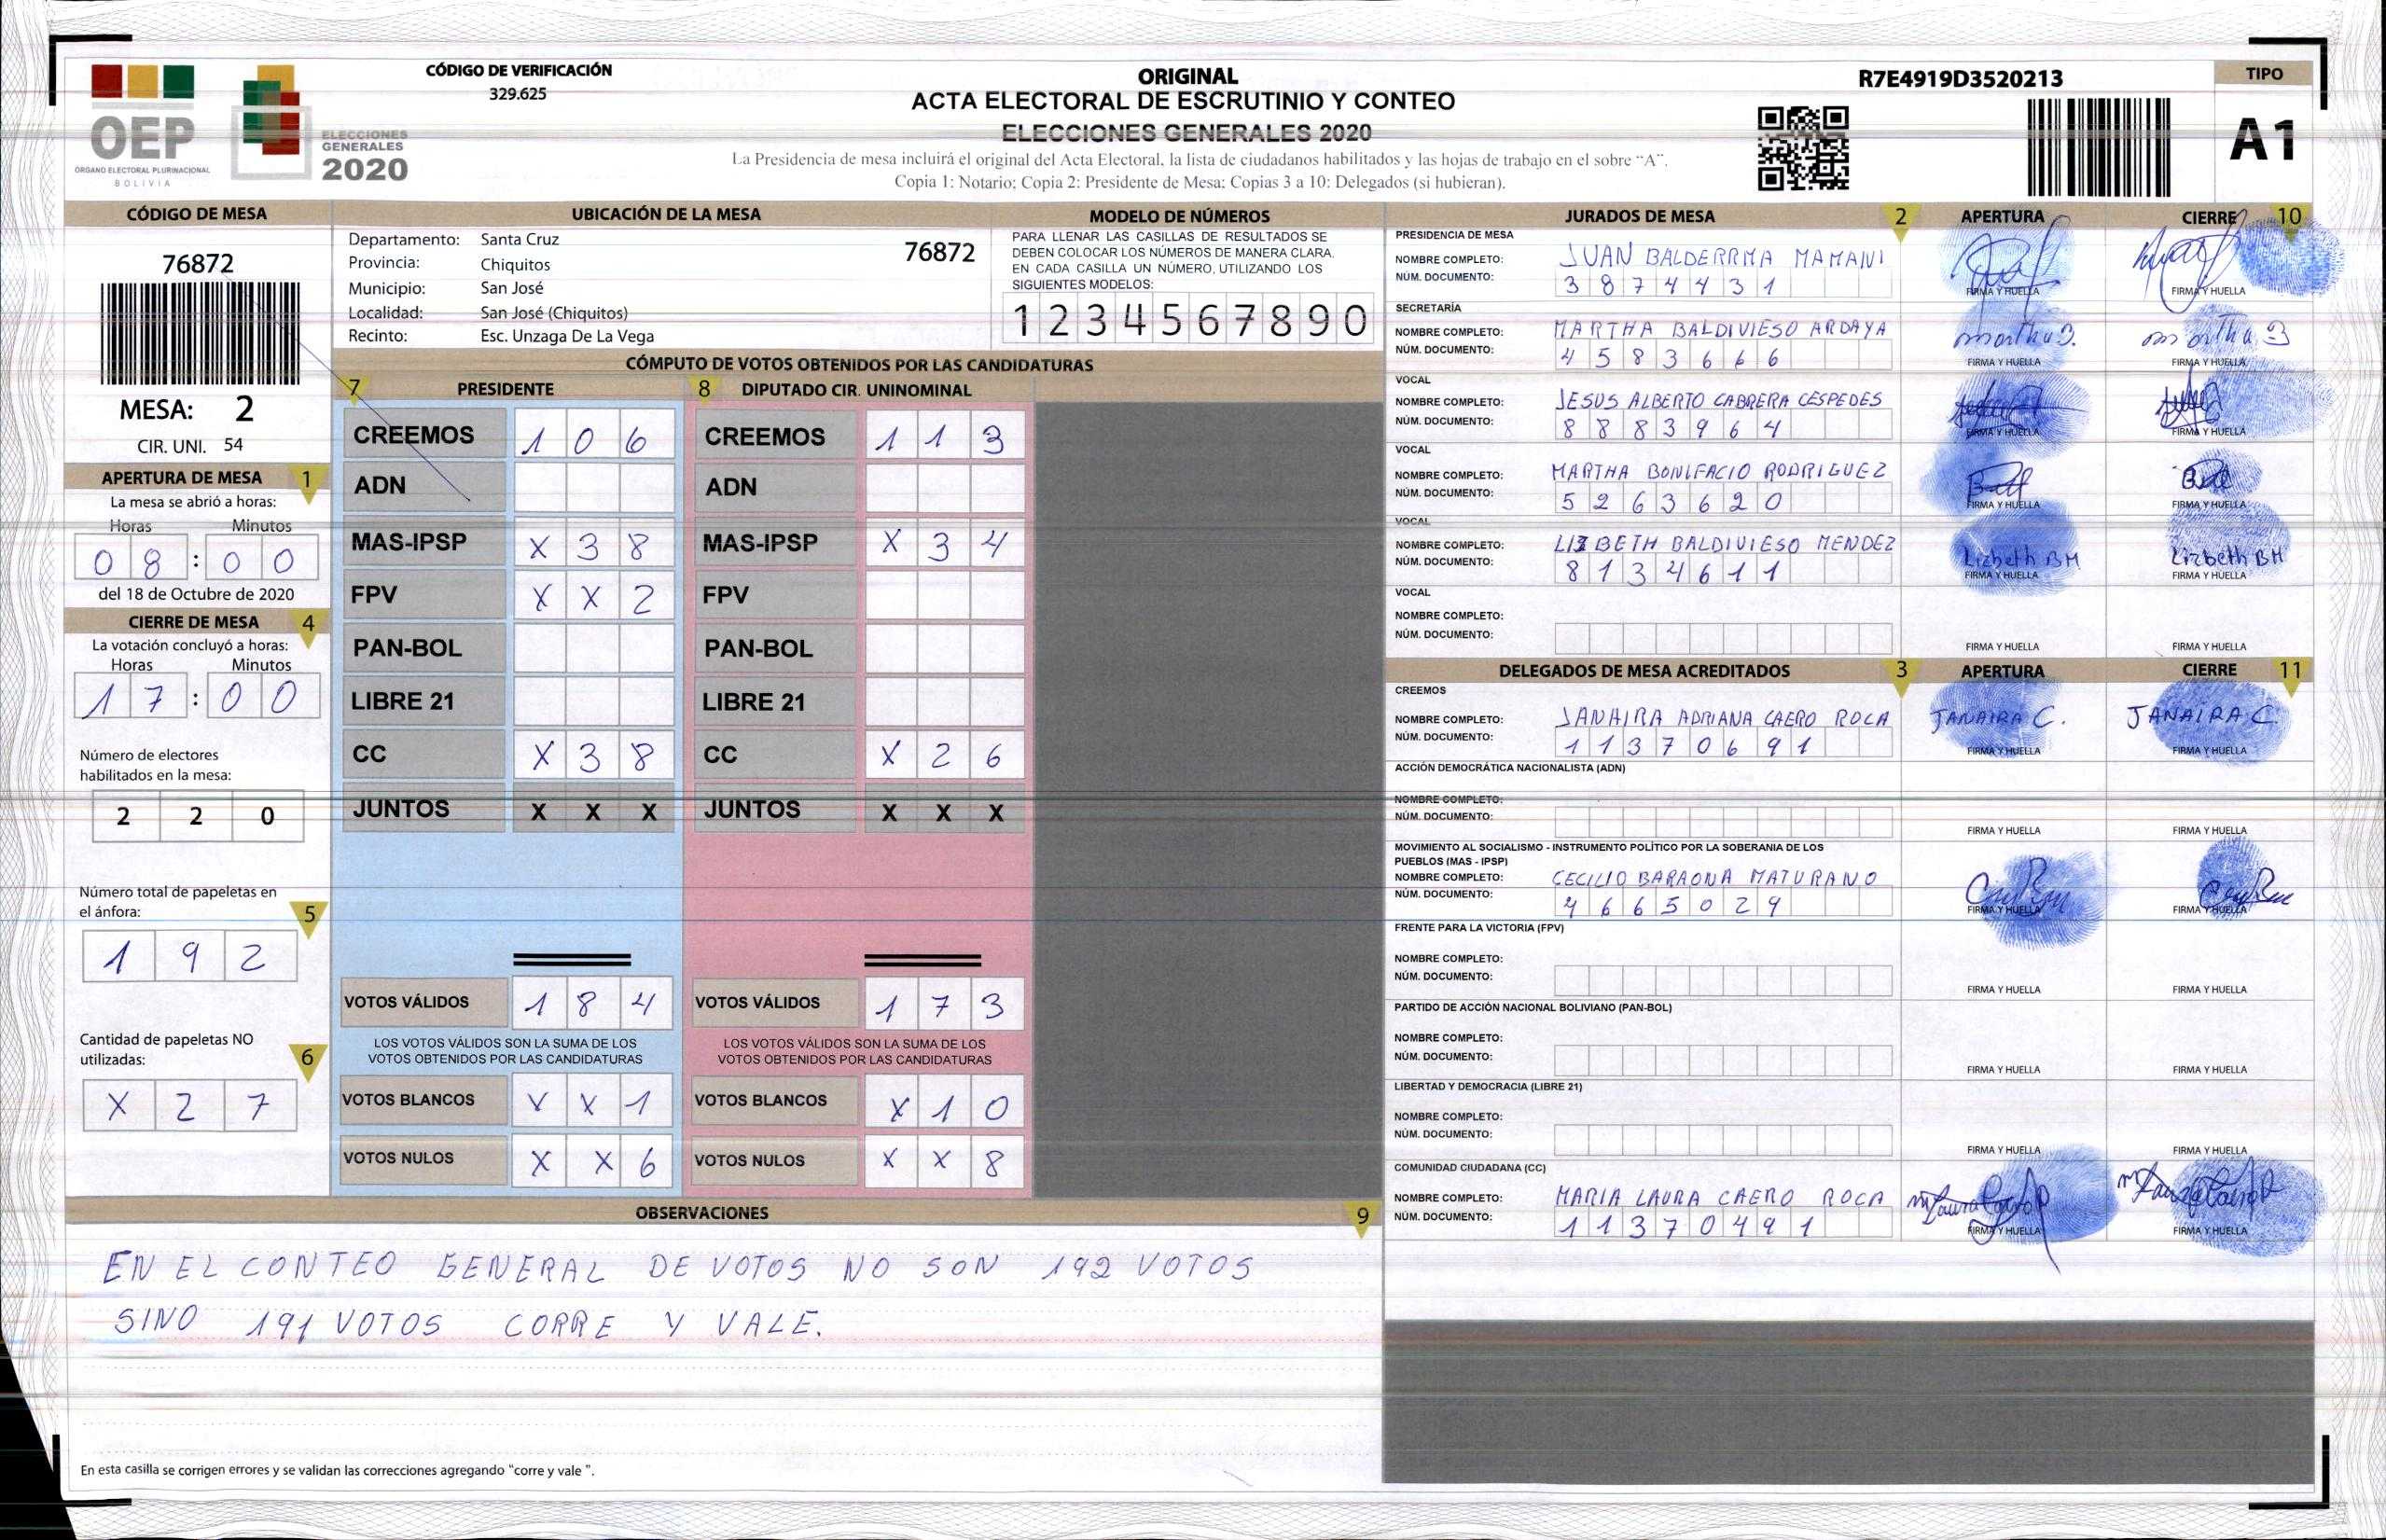 CÓDIGO DE VERIFICACIÓN
329.625
OEP
ÓRGANO ELECTORAL PLURINACIONAL
BOLIVIA
ELECCIONES
GENERALES
2020
ORIGINAL
ACTA ELECTORAL DE ESCRUTINIO Y CONTEO
ELECCIONES GENERALES 2020
La Presidencia de mesa incluirá el original del Acta Electoral, la lista de ciudadanos habilitados y las hojas de trabajo en el sobre “A”.
Copia 1: Notario; Copia 2: Presidente de Mesa; Copias 3 a 10: Delegados (si hubieran).
R7E4919D3520213
TIPO
A1
CÓDIGO DE MESA
76872
MESA: 2
CIR. UNI. 54
APERTURA DE MESA 1
La mesa se abrió a horas:
Horas Minutos
0 8 : 0 0
del 18 de Octubre de 2020
CIERRE DE MESA 4
La votación concluyó a horas:
Horas Minutos
1 7 : 0 0
Número de electores
habilitados en la mesa:
2 2 0
Número total de papeletas en
el ánfora: 5
1 9 2
Cantidad de papeletas NO
utilizadas: 6
X 2 7
UBICACIÓN DE LA MESA
Departamento: Santa Cruz
76872
Provincia: Chiquitos
Municipio: San José
Localidad: San José (Chiquitos)
Recinto: Esc. Unzaga De La Vega
MODELO DE NÚMEROS
PARA LLENAR LAS CASILLAS DE RESULTADOS SE
DEBEN COLOCAR LOS NÚMEROS DE MANERA CLARA.
EN CADA CASILLA UN NÚMERO, UTILIZANDO LOS
SIGUIENTES MODELOS:
1 2 3 4 5 6 7 8 9 0
CÓMPUTO DE VOTOS OBTENIDOS POR LAS CANDIDATURAS
7 PRESIDENTE
CREEMOS 1 0 6
ADN
MAS-IPSP X 3 8
FPV X X 2
PAN-BOL
LIBRE 21
CC X 3 8
JUNTOS X X X
VOTOS VÁLIDOS 1 8 4
LOS VOTOS VÁLIDOS SON LA SUMA DE LOS
VOTOS OBTENIDOS POR LAS CANDIDATURAS
VOTOS BLANCOS X X 1
VOTOS NULOS X X 6
8 DIPUTADO CIR. UNINOMINAL
CREEMOS 1 1 3
ADN
MAS-IPSP X 3 4
FPV
PAN-BOL
LIBRE 21
CC X 2 6
JUNTOS X X X
VOTOS VÁLIDOS 1 7 3
LOS VOTOS VÁLIDOS SON LA SUMA DE LOS
VOTOS OBTENIDOS POR LAS CANDIDATURAS
VOTOS BLANCOS X 1 0
VOTOS NULOS X X 8
OBSERVACIONES 9
EN EL CONTEO GENERAL DE VOTOS NO SON 192 VOTOS
SINO 191 VOTOS CORRE Y VALE.
En esta casilla se corrigen errores y se validan las correcciones agregando “corre y vale ”.
JURADOS DE MESA 2 APERTURA CIERRE 10
PRESIDENCIA DE MESA
NOMBRE COMPLETO: JUAN BALDERRMA MAMANI
NÚM. DOCUMENTO: 3 8 7 4 4 3 1
FIRMA Y HUELLA FIRMA Y HUELLA
SECRETARÍA
NOMBRE COMPLETO: MARTHA BALDIVIESO ARDAYA
martha B. martha B
NÚM. DOCUMENTO: 4 5 8 3 6 6 6
FIRMA Y HUELLA FIRMA Y HUELLA
VOCAL
NOMBRE COMPLETO: JESUS ALBERTO CABRERA CESPEDES
NÚM. DOCUMENTO: 8 8 8 3 9 6 4
FIRMA Y HUELLA FIRMA Y HUELLA
VOCAL
NOMBRE COMPLETO: MARTHA BONIFACIO RODRIGUEZ
NÚM. DOCUMENTO: 5 2 6 3 6 2 0
FIRMA Y HUELLA FIRMA Y HUELLA
VOCAL
NOMBRE COMPLETO: LIZBETH BALDIVIESO MENDEZ
Lizbeth BM Lizbeth BM
NÚM. DOCUMENTO: 8 1 3 4 6 1 1
FIRMA Y HUELLA FIRMA Y HUELLA
VOCAL
NOMBRE COMPLETO:
NÚM. DOCUMENTO:
FIRMA Y HUELLA FIRMA Y HUELLA
DELEGADOS DE MESA ACREDITADOS 3 APERTURA CIERRE 11
CREEMOS
NOMBRE COMPLETO: JANAIRA ADRIANA CAERO ROCA
JANAIRA C. JANAIRA C.
NÚM. DOCUMENTO: 1 1 3 7 0 6 9 1
FIRMA Y HUELLA FIRMA Y HUELLA
ACCIÓN DEMOCRÁTICA NACIONALISTA (ADN)
NOMBRE COMPLETO:
NÚM. DOCUMENTO:
FIRMA Y HUELLA FIRMA Y HUELLA
MOVIMIENTO AL SOCIALISMO - INSTRUMENTO POLÍTICO POR LA SOBERANIA DE LOS
PUEBLOS (MAS - IPSP)
NOMBRE COMPLETO: CECILIO BARAONA MATURANO
NÚM. DOCUMENTO: 4 6 6 5 0 2 9
FIRMA Y HUELLA FIRMA Y HUELLA
FRENTE PARA LA VICTORIA (FPV)
NOMBRE COMPLETO:
NÚM. DOCUMENTO:
FIRMA Y HUELLA FIRMA Y HUELLA
PARTIDO DE ACCIÓN NACIONAL BOLIVIANO (PAN-BOL)
NOMBRE COMPLETO:
NÚM. DOCUMENTO:
FIRMA Y HUELLA FIRMA Y HUELLA
LIBERTAD Y DEMOCRACIA (LIBRE 21)
NOMBRE COMPLETO:
NÚM. DOCUMENTO:
FIRMA Y HUELLA FIRMA Y HUELLA
COMUNIDAD CIUDADANA (CC)
NOMBRE COMPLETO: MARIA LAURA CAERO ROCA
NÚM. DOCUMENTO: 1 1 3 7 0 4 9 1
FIRMA Y HUELLA FIRMA Y HUELLA